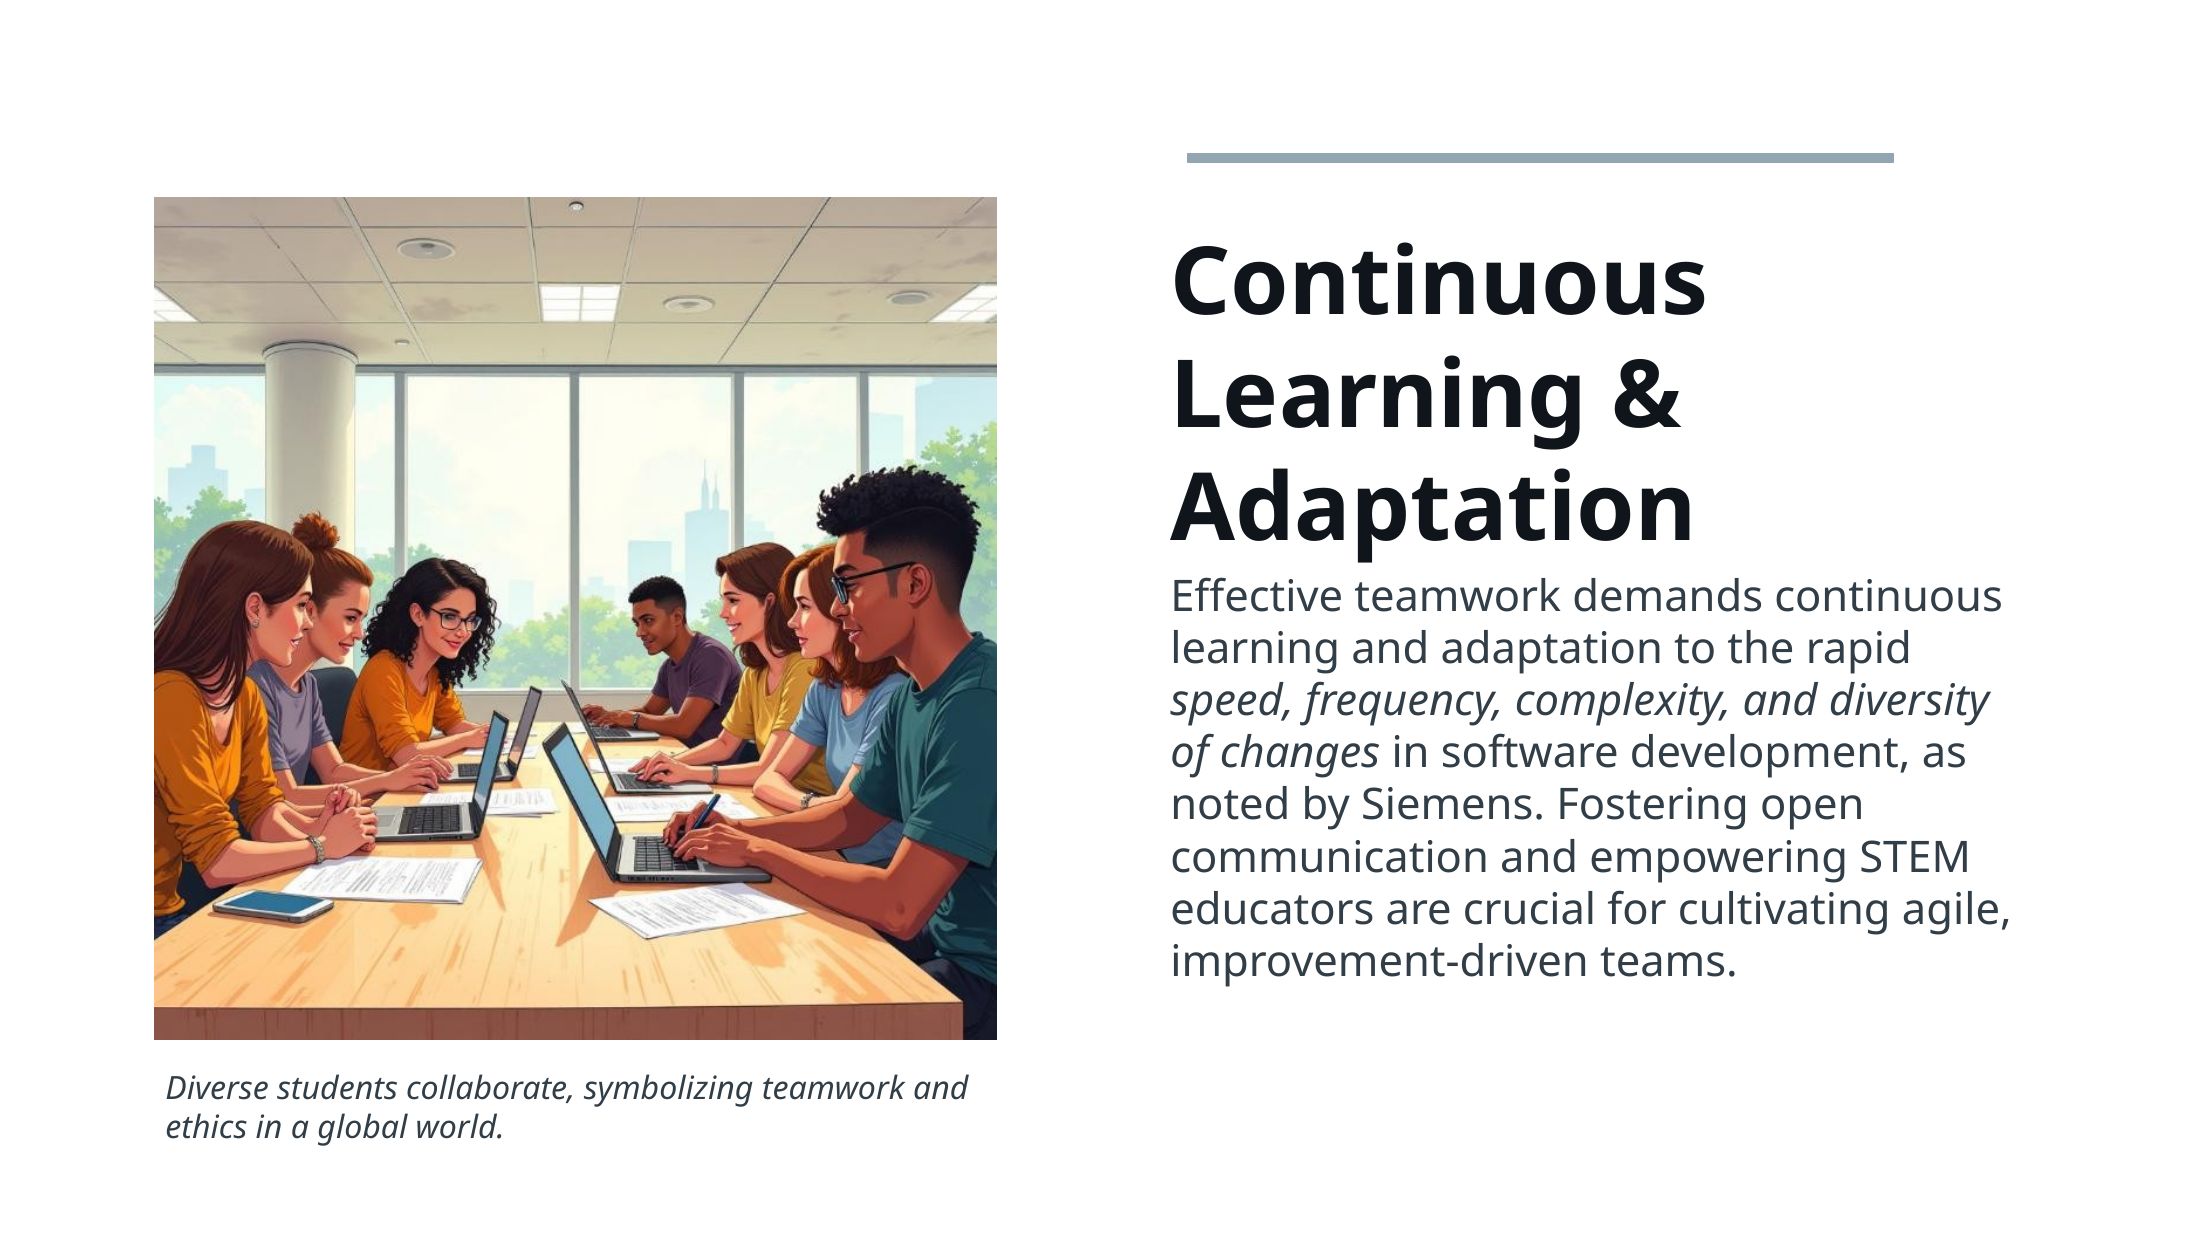 Continuous
Learning &
Adaptation
Effective teamwork demands continuous
learning and adaptation to the rapid
speed, frequency, complexity, and diversity
of changes in software development, as
noted by Siemens. Fostering open
communication and empowering STEM
educators are crucial for cultivating agile,
improvement-driven teams.
Diverse students collaborate, symbolizing teamwork and
ethics in a global world.